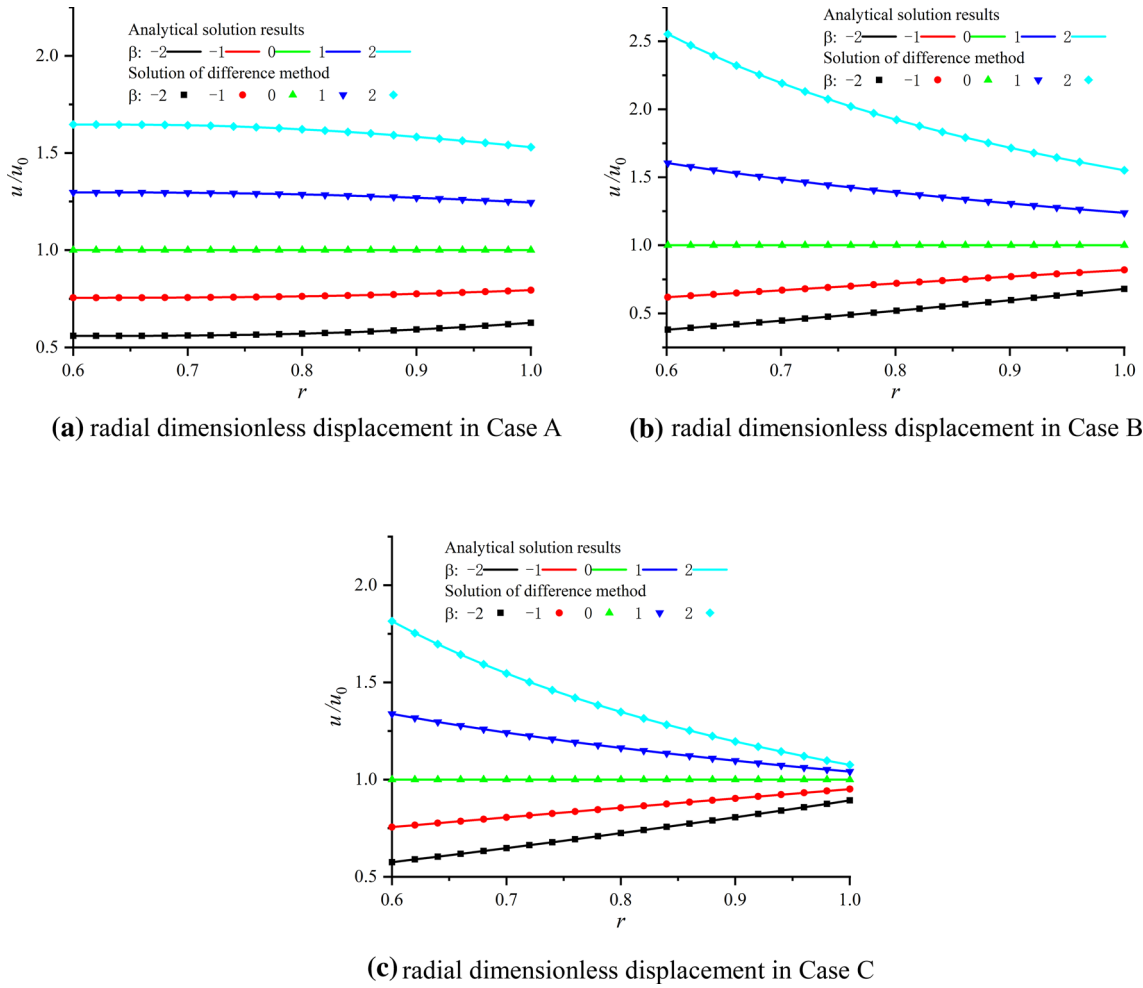 Analytical solution results
β: -2 -1 0 1 2
Solution of difference method
β: -2 -1 0 1 2
2.0
1.5
1.0
0.5
u/u0
0.6 0.7 0.8 0.9 1.0
r
(a) radial dimensionless displacement in Case A
Analytical solution results
β: -2 -1 0 1 2
Solution of difference method
β: -2 -1 0 1 2
2.5
2.0
1.5
1.0
0.5
u/u0
0.6 0.7 0.8 0.9 1.0
r
(b) radial dimensionless displacement in Case B
Analytical solution results
β: -2 -1 0 1 2
Solution of difference method
β: -2 -1 0 1 2
2.0
1.5
1.0
0.5
u/u0
0.6 0.7 0.8 0.9 1.0
r
(c) radial dimensionless displacement in Case C